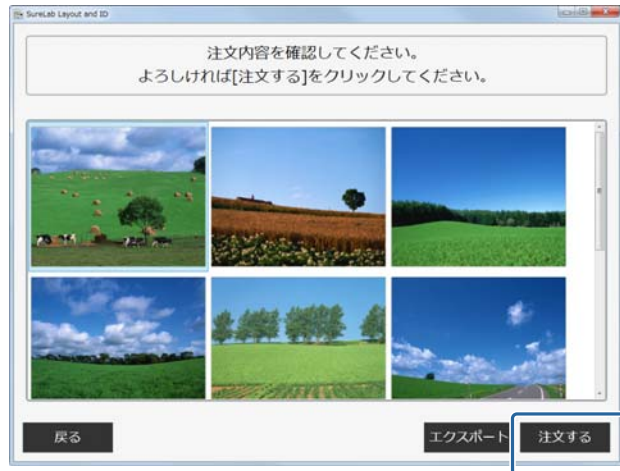 SureLab Layout and ID
注文内容を確認してください。
よろしければ[注文する]をクリックしてください。
戻る
エクスポート
注文する